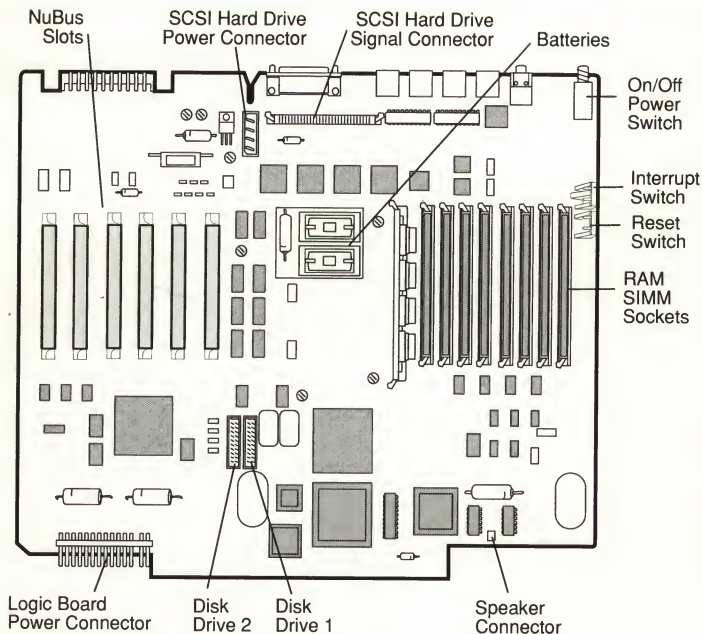 NuBus
Slots
SCSI Hard Drive
Power Connector
SCSI Hard Drive
Signal Connector
Batteries
On/Off
Power
Switch
Interrupt
Switch
Reset
Switch
RAM
SIMM
Sockets
Logic Board
Power Connector
Disk
Drive 2
Disk
Drive 1
Speaker
Connector